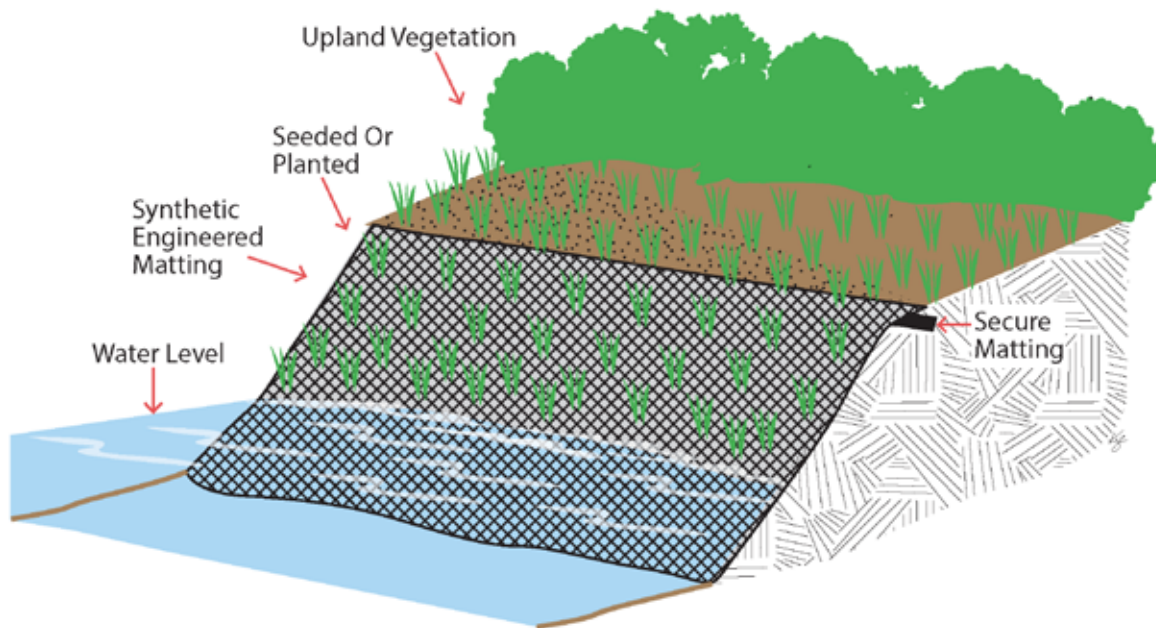 Upland Vegetation
Seeded Or
Planted
Synthetic
Engineered
Matting
Water Level
Secure
Matting